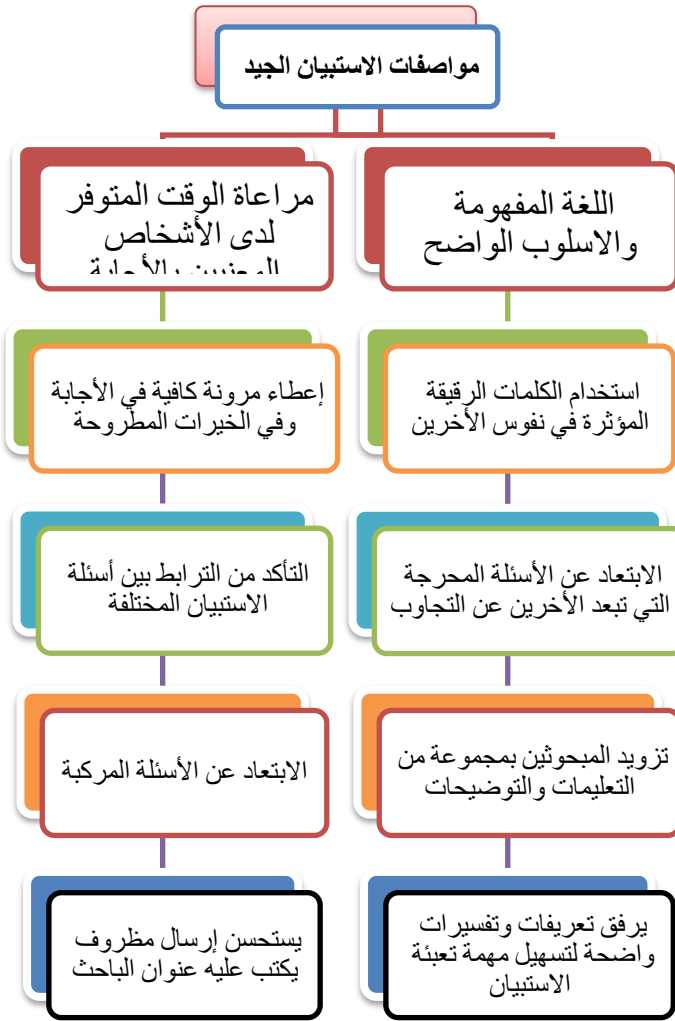 مواصفات الاستبيان الجيد
اللغة المفهومة
والاسلوب الواضح
مراعاة الوقت المتوفر
لدى الأشخاص
المعنيين بالأجابة
استخدام الكلمات الرقيقة
المؤثرة في نفوس الأخرين
إعطاء مرونة كافية في الأجابة
وفي الخيرات المطروحة
الابتعاد عن الأسئلة المحرجة
التي تبعد الأخرين عن التجاوب
التأكد من الترابط بين أسئلة
الاستبيان المختلفة
تزويد المبحوثين بمجموعة من
التعليمات والتوضيحات
الابتعاد عن الأسئلة المركبة
يرفق تعريفات وتفسيرات
واضحة لتسهيل مهمة تعبئة
الاستبيان
يستحسن إرسال مظروف
يكتب عليه عنوان الباحث